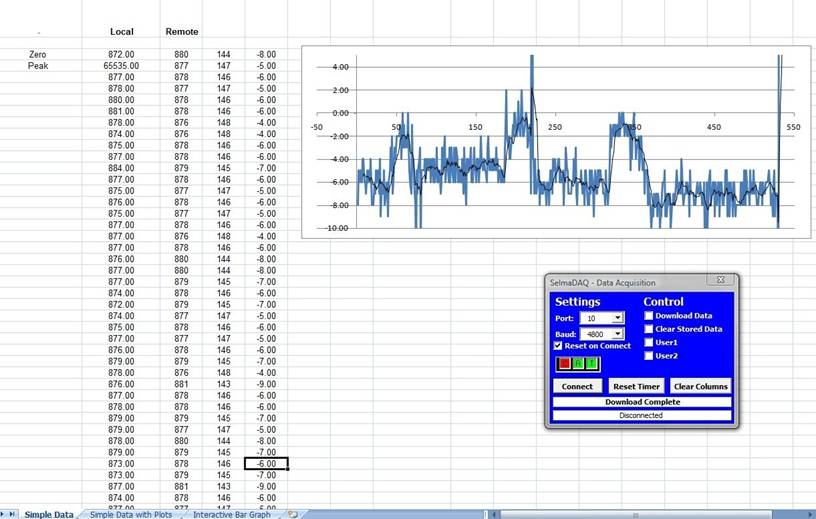 - Local Remote
Zero 872.00 880 144 -8.00
Peak 65535.00 877 147 -5.00
877.00 878 146 -6.00
878.00 877 147 -5.00
880.00 878 146 -6.00
881.00 878 146 -6.00
878.00 876 148 -4.00
874.00 876 148 -4.00
875.00 878 146 -6.00
877.00 878 146 -6.00
884.00 879 145 -7.00
877.00 878 146 -6.00
875.00 877 147 -5.00
876.00 878 146 -6.00
875.00 877 147 -5.00
877.00 878 146 -6.00
877.00 876 148 -4.00
877.00 878 146 -6.00
876.00 880 144 -8.00
877.00 880 144 -8.00
877.00 879 145 -7.00
874.00 878 146 -6.00
872.00 879 145 -7.00
874.00 877 147 -5.00
875.00 878 146 -6.00
877.00 877 147 -5.00
876.00 878 146 -6.00
879.00 879 145 -7.00
878.00 876 148 -4.00
876.00 881 143 -9.00
877.00 878 146 -6.00
878.00 878 146 -6.00
879.00 879 145 -7.00
879.00 877 147 -5.00
878.00 880 144 -8.00
879.00 879 145 -7.00
873.00 878 146 -6.00
873.00 879 145 -7.00
877.00 881 143 -9.00
874.00 878 146 -6.00
877.00 877 147 -5.00
4.00
2.00
0.00
-50 50 150 250 350 450 550
-2.00
-4.00
-6.00
-8.00
-10.00
SelmaDAQ - Data Acquisition X
Settings Control
Port: 10 Download Data
Baud: 4800 Clear Stored Data
Reset on Connect User1
User2
Connect Reset Timer Clear Columns
Download Complete
Disconnected
Simple Data Simple Data with Plots Interactive Bar Graph